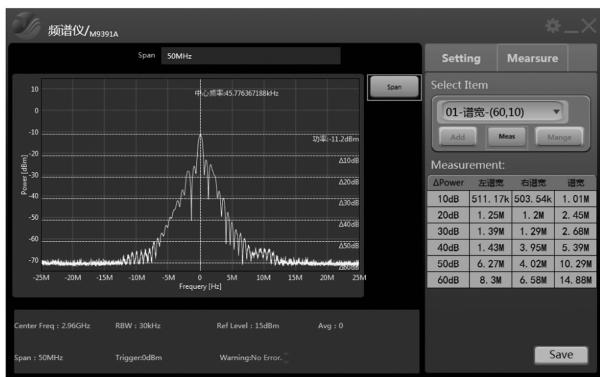 频谱仪/M9391A
Span 50MHz
Span
中心频率:45.776367188kHz
功率:-11.2dBm
Δ10dB
Δ20dB
Δ30dB
Δ40dB
Δ50dB
Δ60dB
Power [dBm]
10
0
-10
-20
-30
-40
-50
-60
-70
-25M -20M -15M -10M -5M 0 5M 10M 15M 20M 25M
Frequery [Hz]
Center Freq : 2.96GHz RBW : 30kHz Ref Level : 15dBm Avg : 0
Span : 50MHz Trigger:0dBm Warning:No Error.
Setting Mearsure
Select Item
01-谱宽-(60,10)
Add Meas Mange
Measurement:
ΔPower 左谱宽 右谱宽 谱宽
10dB 511.17k 503.54k 1.01M
20dB 1.25M 1.2M 2.45M
30dB 1.39M 1.29M 2.68M
40dB 1.43M 3.95M 5.39M
50dB 6.27M 4.02M 10.29M
60dB 8.3M 6.58M 14.88M
Save